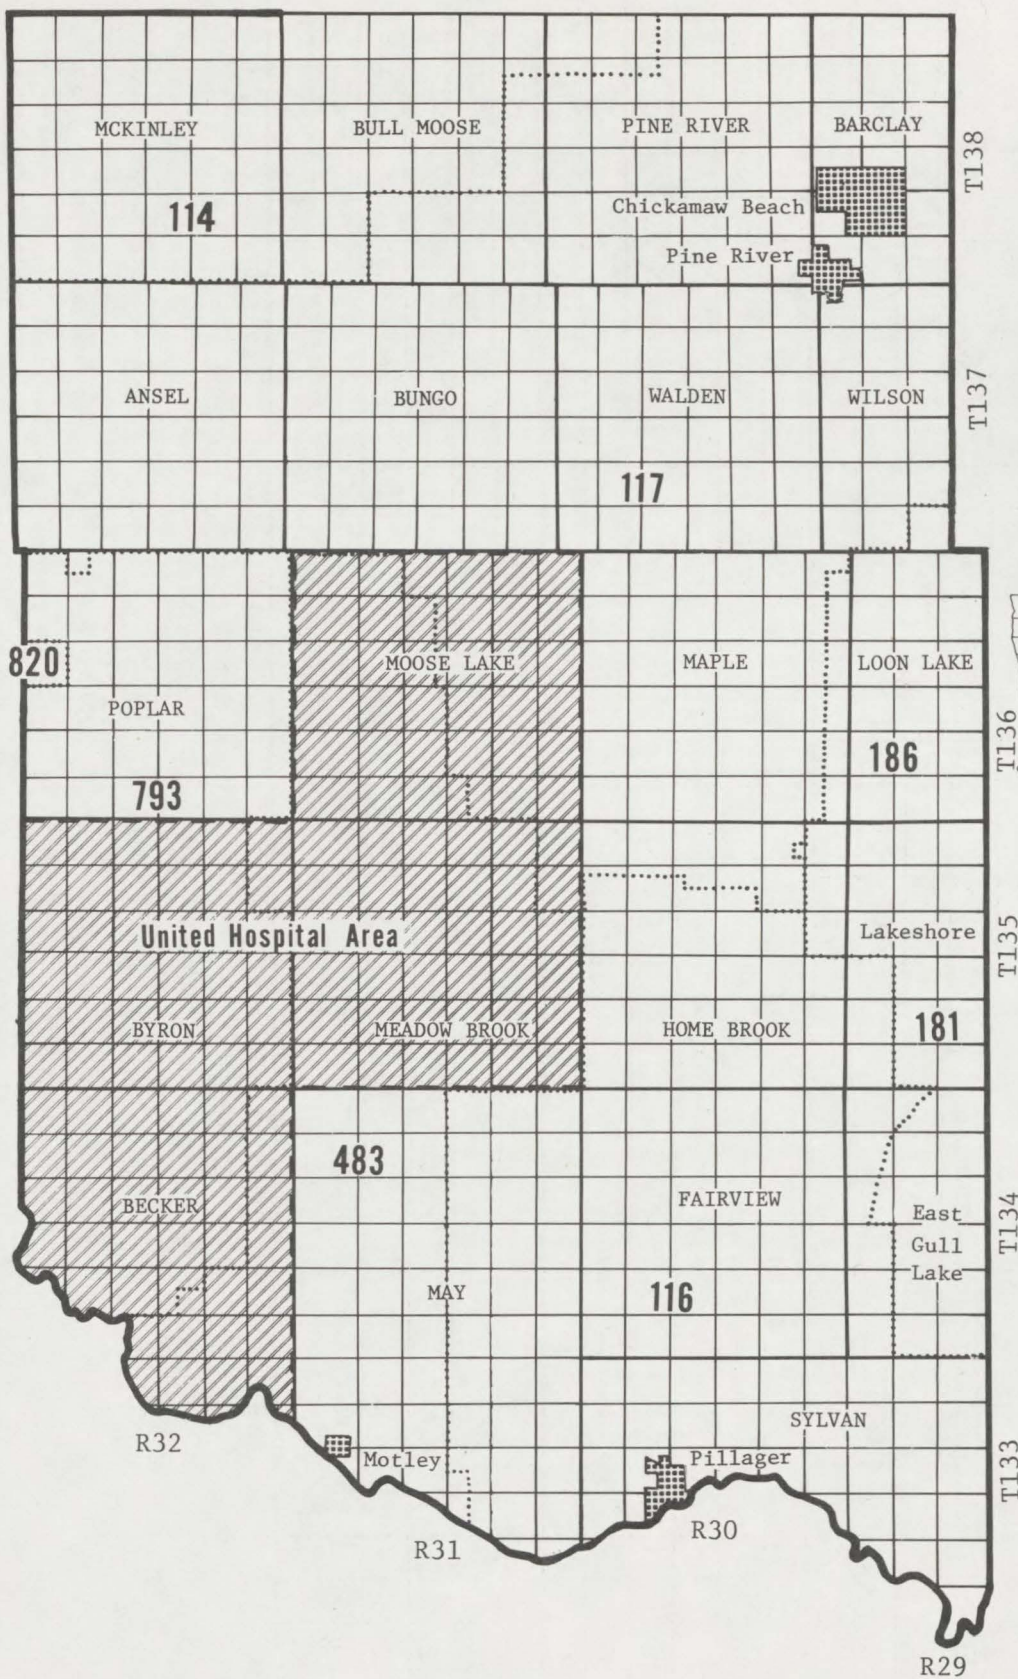 MCKINLEY
BULL MOOSE
PINE RIVER
BARCLAY
T138
114
Chickamaw Beach
Pine River
ANSEL
BUNGO
WALDEN
WILSON
T137
117
820
MOOSE LAKE
MAPLE
LOON LAKE
POPLAR
T136
186
793
United Hospital Area
Lakeshore
T135
BYRON
MEADOW BROOK
HOME BROOK
181
483
BECKER
FAIRVIEW
East
Gull
Lake
T134
MAY
116
SYLVAN
R32
Motley
Pillager
T133
R31
R30
R29